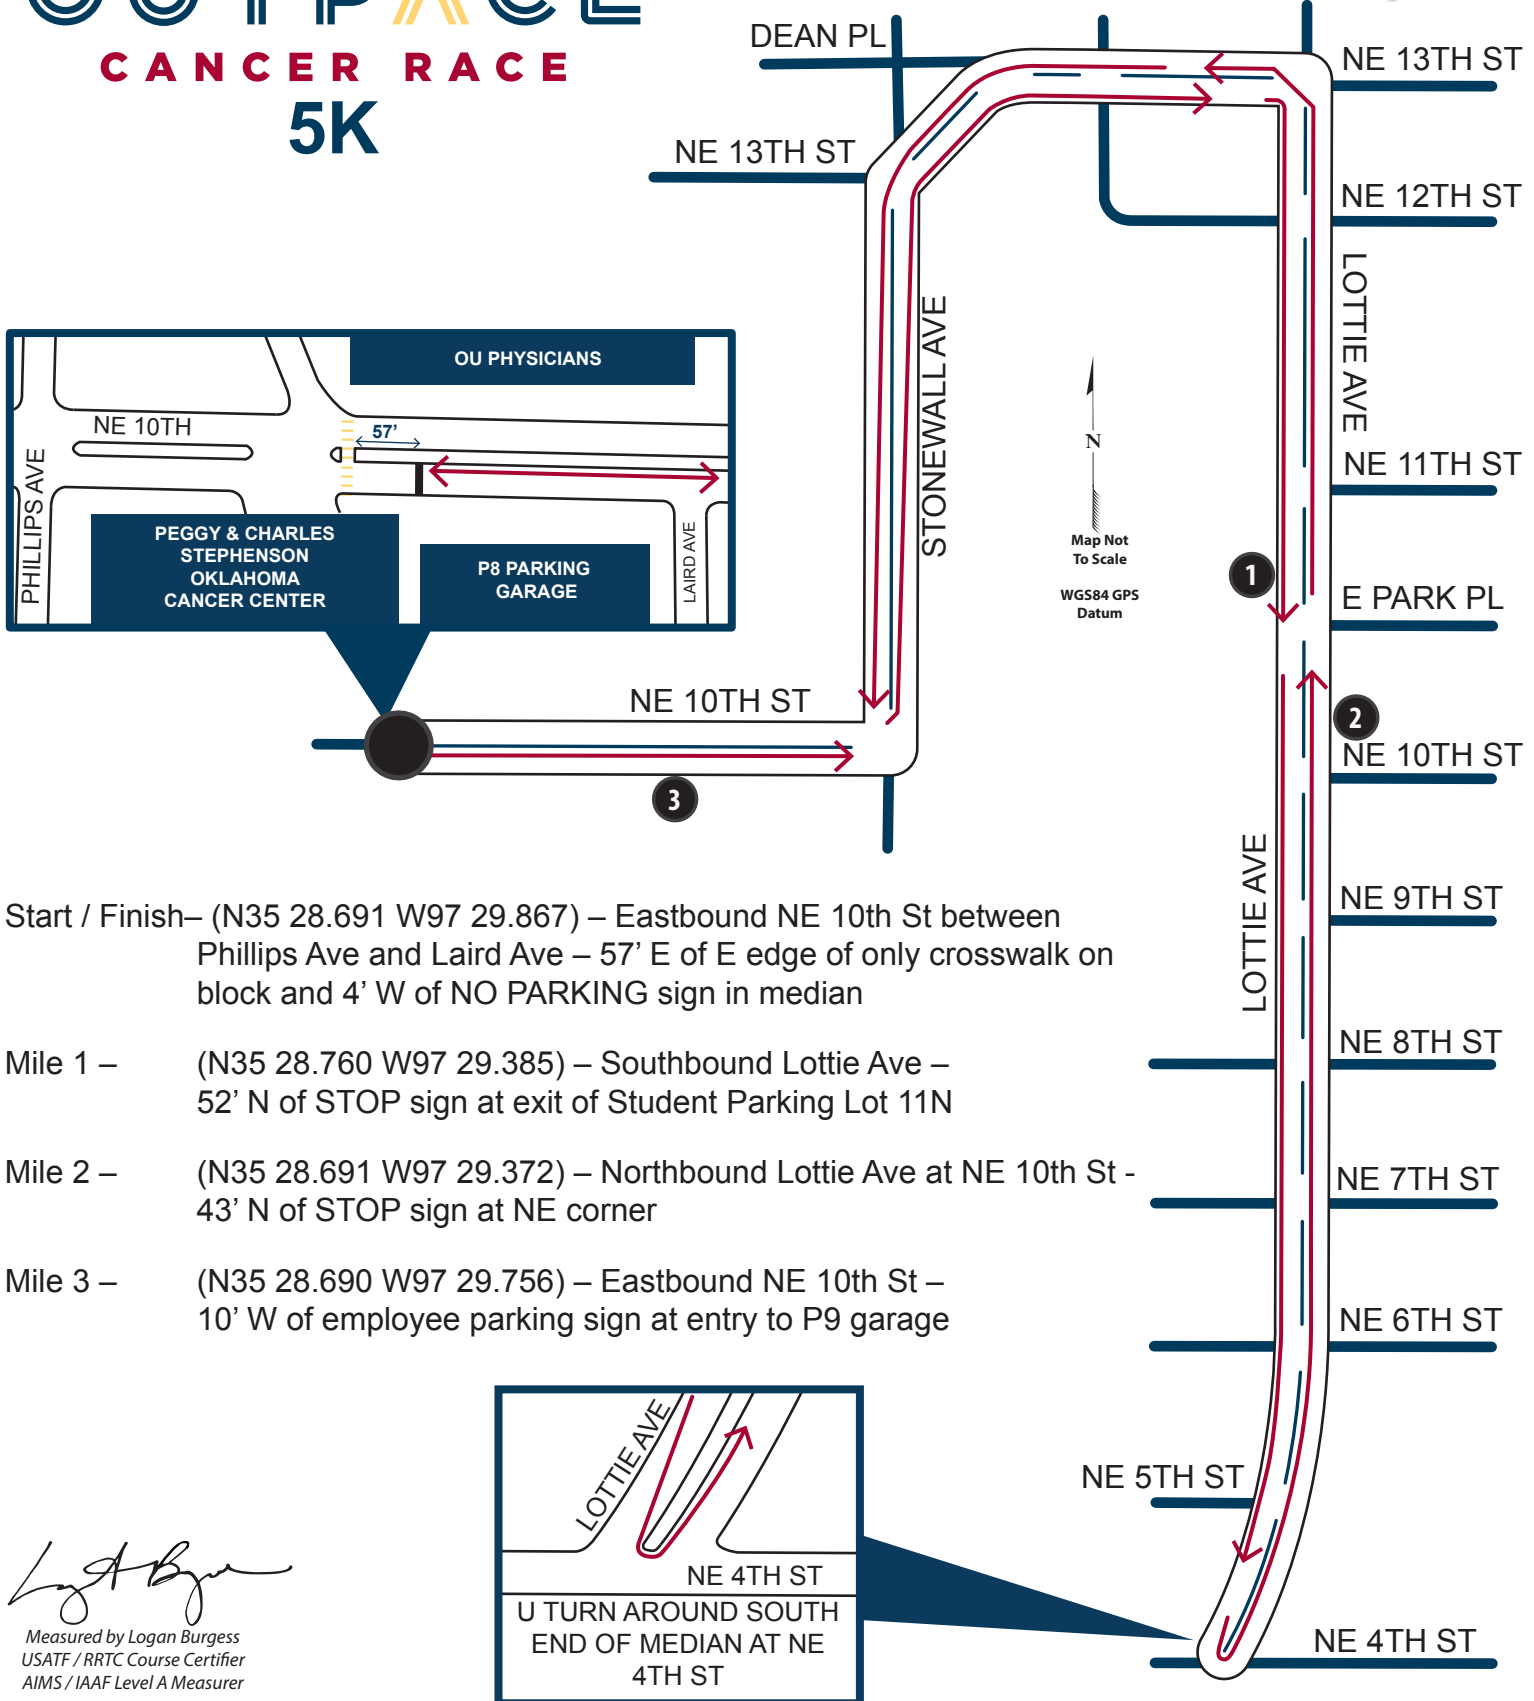 OUTPACE
CANCER RACE
5K
DEAN PL
NE 13TH ST
NE 13TH ST
NE 12TH ST
LOTTIE AVE
STONEWALL AVE
NE 11TH ST
OU PHYSICIANS
NE 10TH
57’
PHILLIPS AVE
LAIRD AVE
PEGGY & CHARLES
STEPHENSON
OKLAHOMA
CANCER CENTER
P8 PARKING
GARAGE
N
Map Not
To Scale
WGS84 GPS
Datum
1
E PARK PL
NE 10TH ST
2
NE 10TH ST
3
LOTTIE AVE
NE 9TH ST
NE 8TH ST
NE 7TH ST
NE 6TH ST
NE 5TH ST
NE 4TH ST
Start / Finish– (N35 28.691 W97 29.867) – Eastbound NE 10th St between
Phillips Ave and Laird Ave – 57’ E of E edge of only crosswalk on
block and 4’ W of NO PARKING sign in median
Mile 1 – (N35 28.760 W97 29.385) – Southbound Lottie Ave –
52’ N of STOP sign at exit of Student Parking Lot 11N
Mile 2 – (N35 28.691 W97 29.372) – Northbound Lottie Ave at NE 10th St -
43’ N of STOP sign at NE corner
Mile 3 – (N35 28.690 W97 29.756) – Eastbound NE 10th St –
10’ W of employee parking sign at entry to P9 garage
LOTTIE AVE
NE 4TH ST
U TURN AROUND SOUTH
END OF MEDIAN AT NE
4TH ST
Measured by Logan Burgess
USATF / RRTC Course Certifier
AIMS / IAAF Level A Measurer